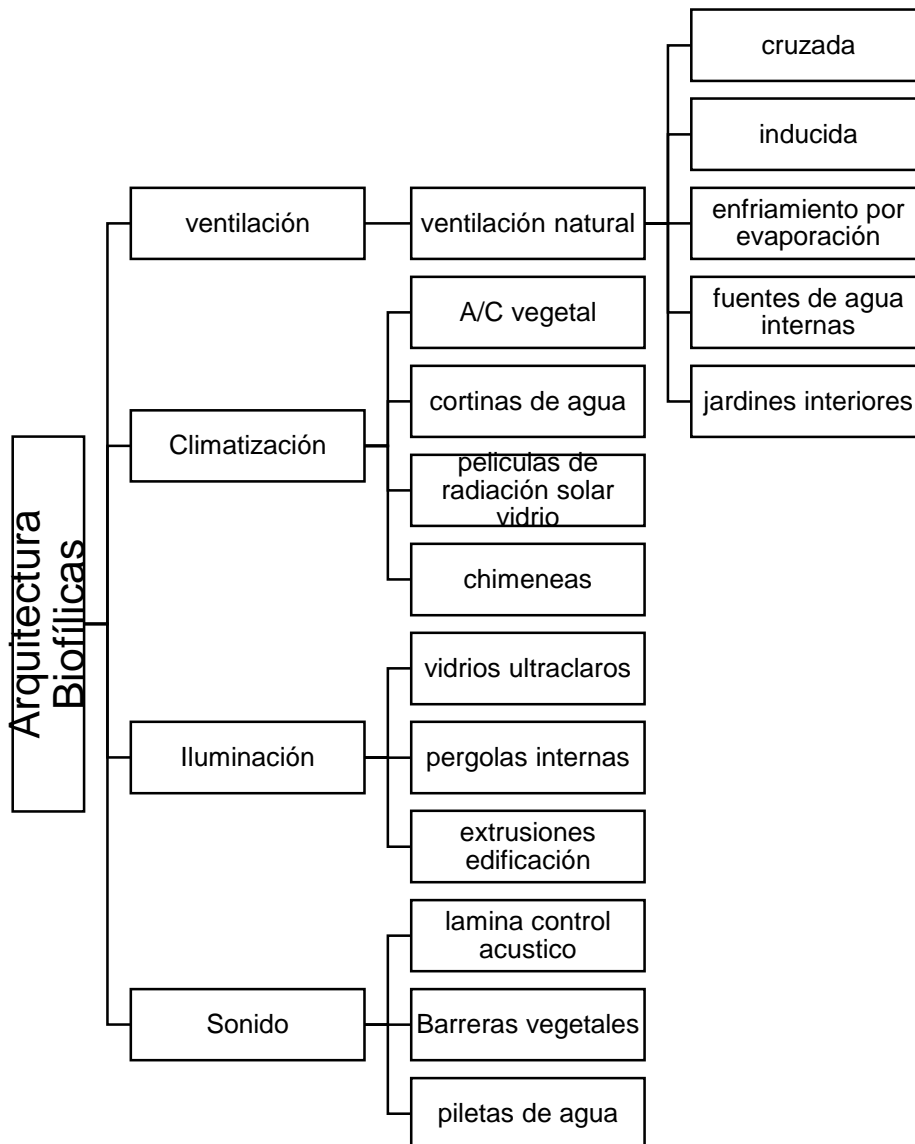 Arquitectura
Biofílicas
ventilación
ventilación natural
cruzada
inducida
enfriamiento por
evaporación
fuentes de agua
internas
jardines interiores
Climatización
A/C vegetal
cortinas de agua
peliculas de
radiación solar
vidrio
chimeneas
Iluminación
vidrios ultraclaros
pergolas internas
extrusiones
edificación
Sonido
lamina control
acustico
Barreras vegetales
piletas de agua